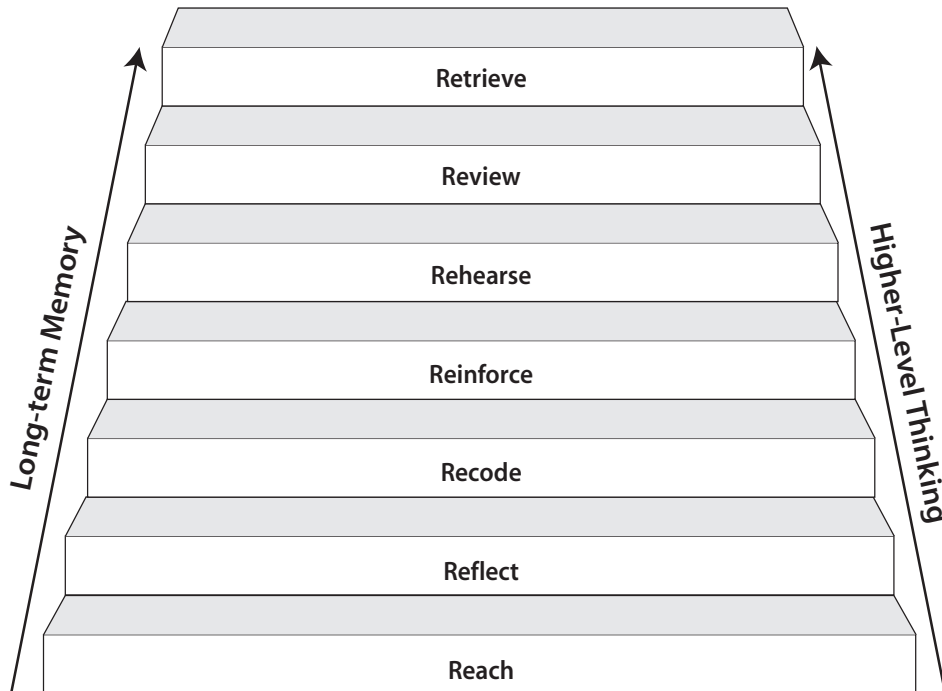 Retrieve
Review
Rehearse
Reinforce
Recode
Reflect
Reach
Long-term Memory
Higher-Level Thinking